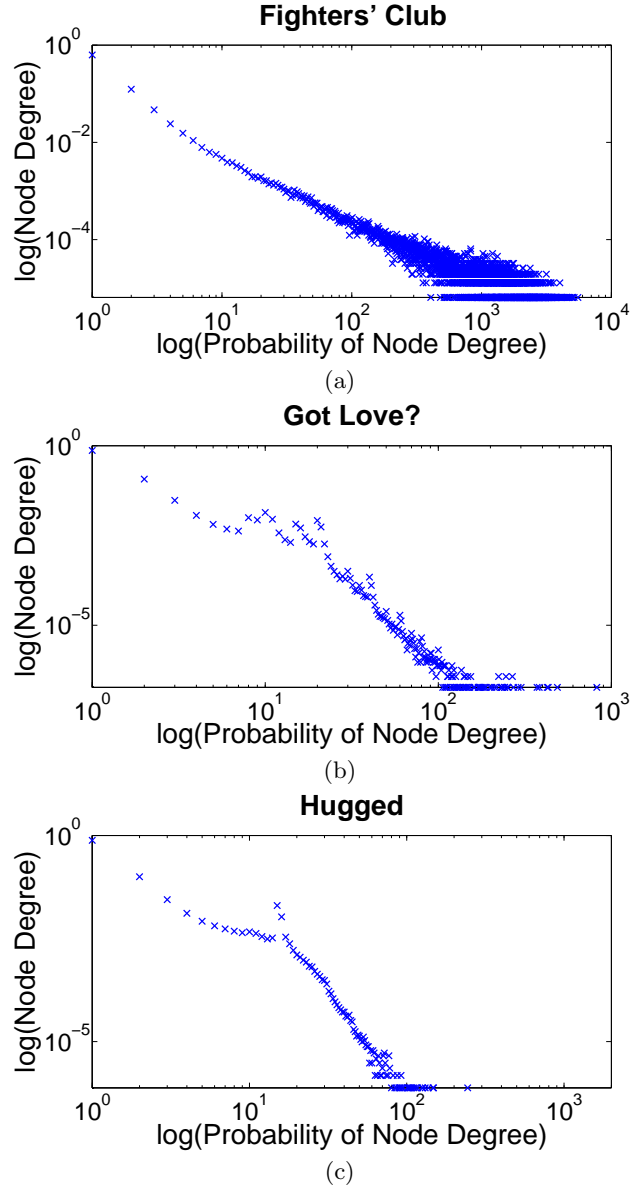 Fighters’ Club
10^0
10^−2
10^−4
log(Node Degree)
10^0 10^1 10^2 10^3 10^4
log(Probability of Node Degree)
(a)
Got Love?
10^0
10^−5
log(Node Degree)
10^0 10^1 10^2 10^3
log(Probability of Node Degree)
(b)
Hugged
10^0
10^−5
log(Node Degree)
10^0 10^1 10^2 10^3
log(Probability of Node Degree)
(c)